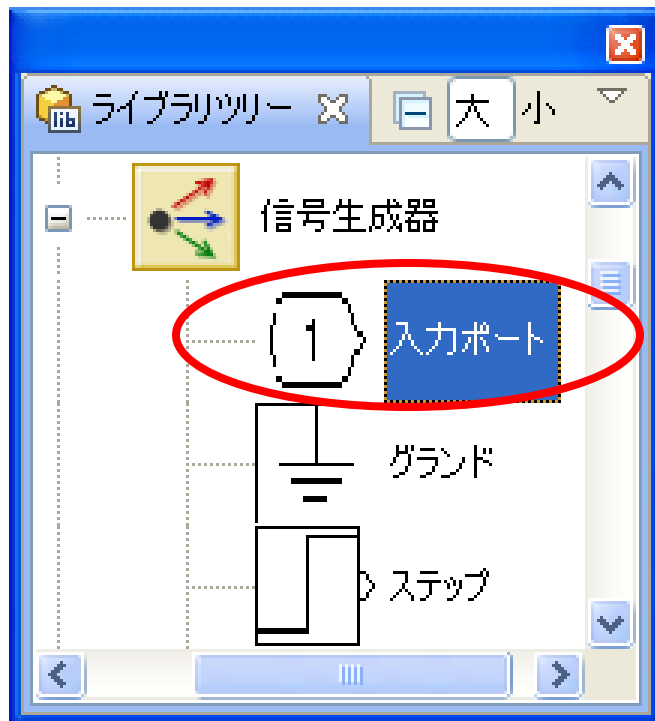 lib ライブラリツリー 大 小
信号生成器
1 入力ポート
グランド
ステップ